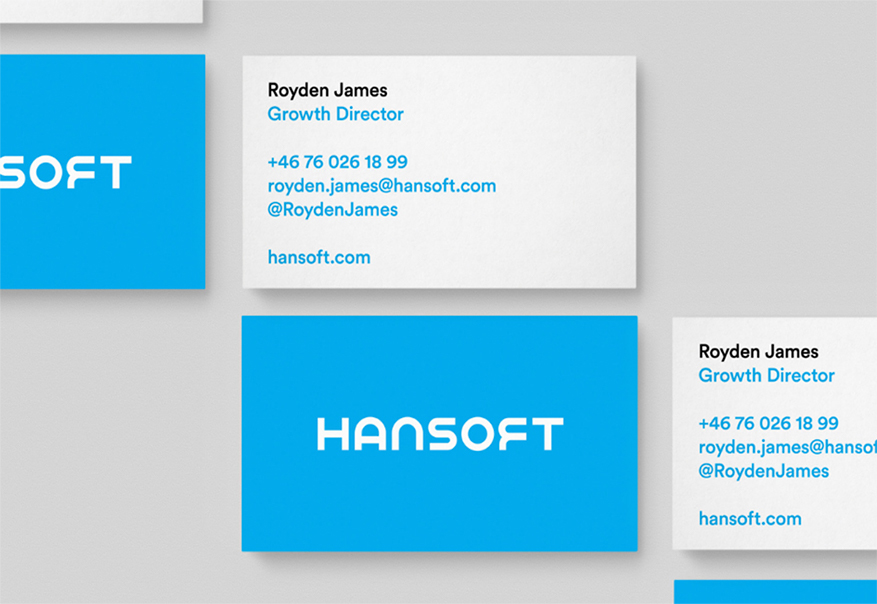 SOFT
Royden James
Growth Director
+46 76 026 18 99
royden.james@hansoft.com
@RoydenJames
hansoft.com
HANSOFT
Royden James
Growth Director
+46 76 026 18 99
royden.james@hansof
@RoydenJames
hansoft.com